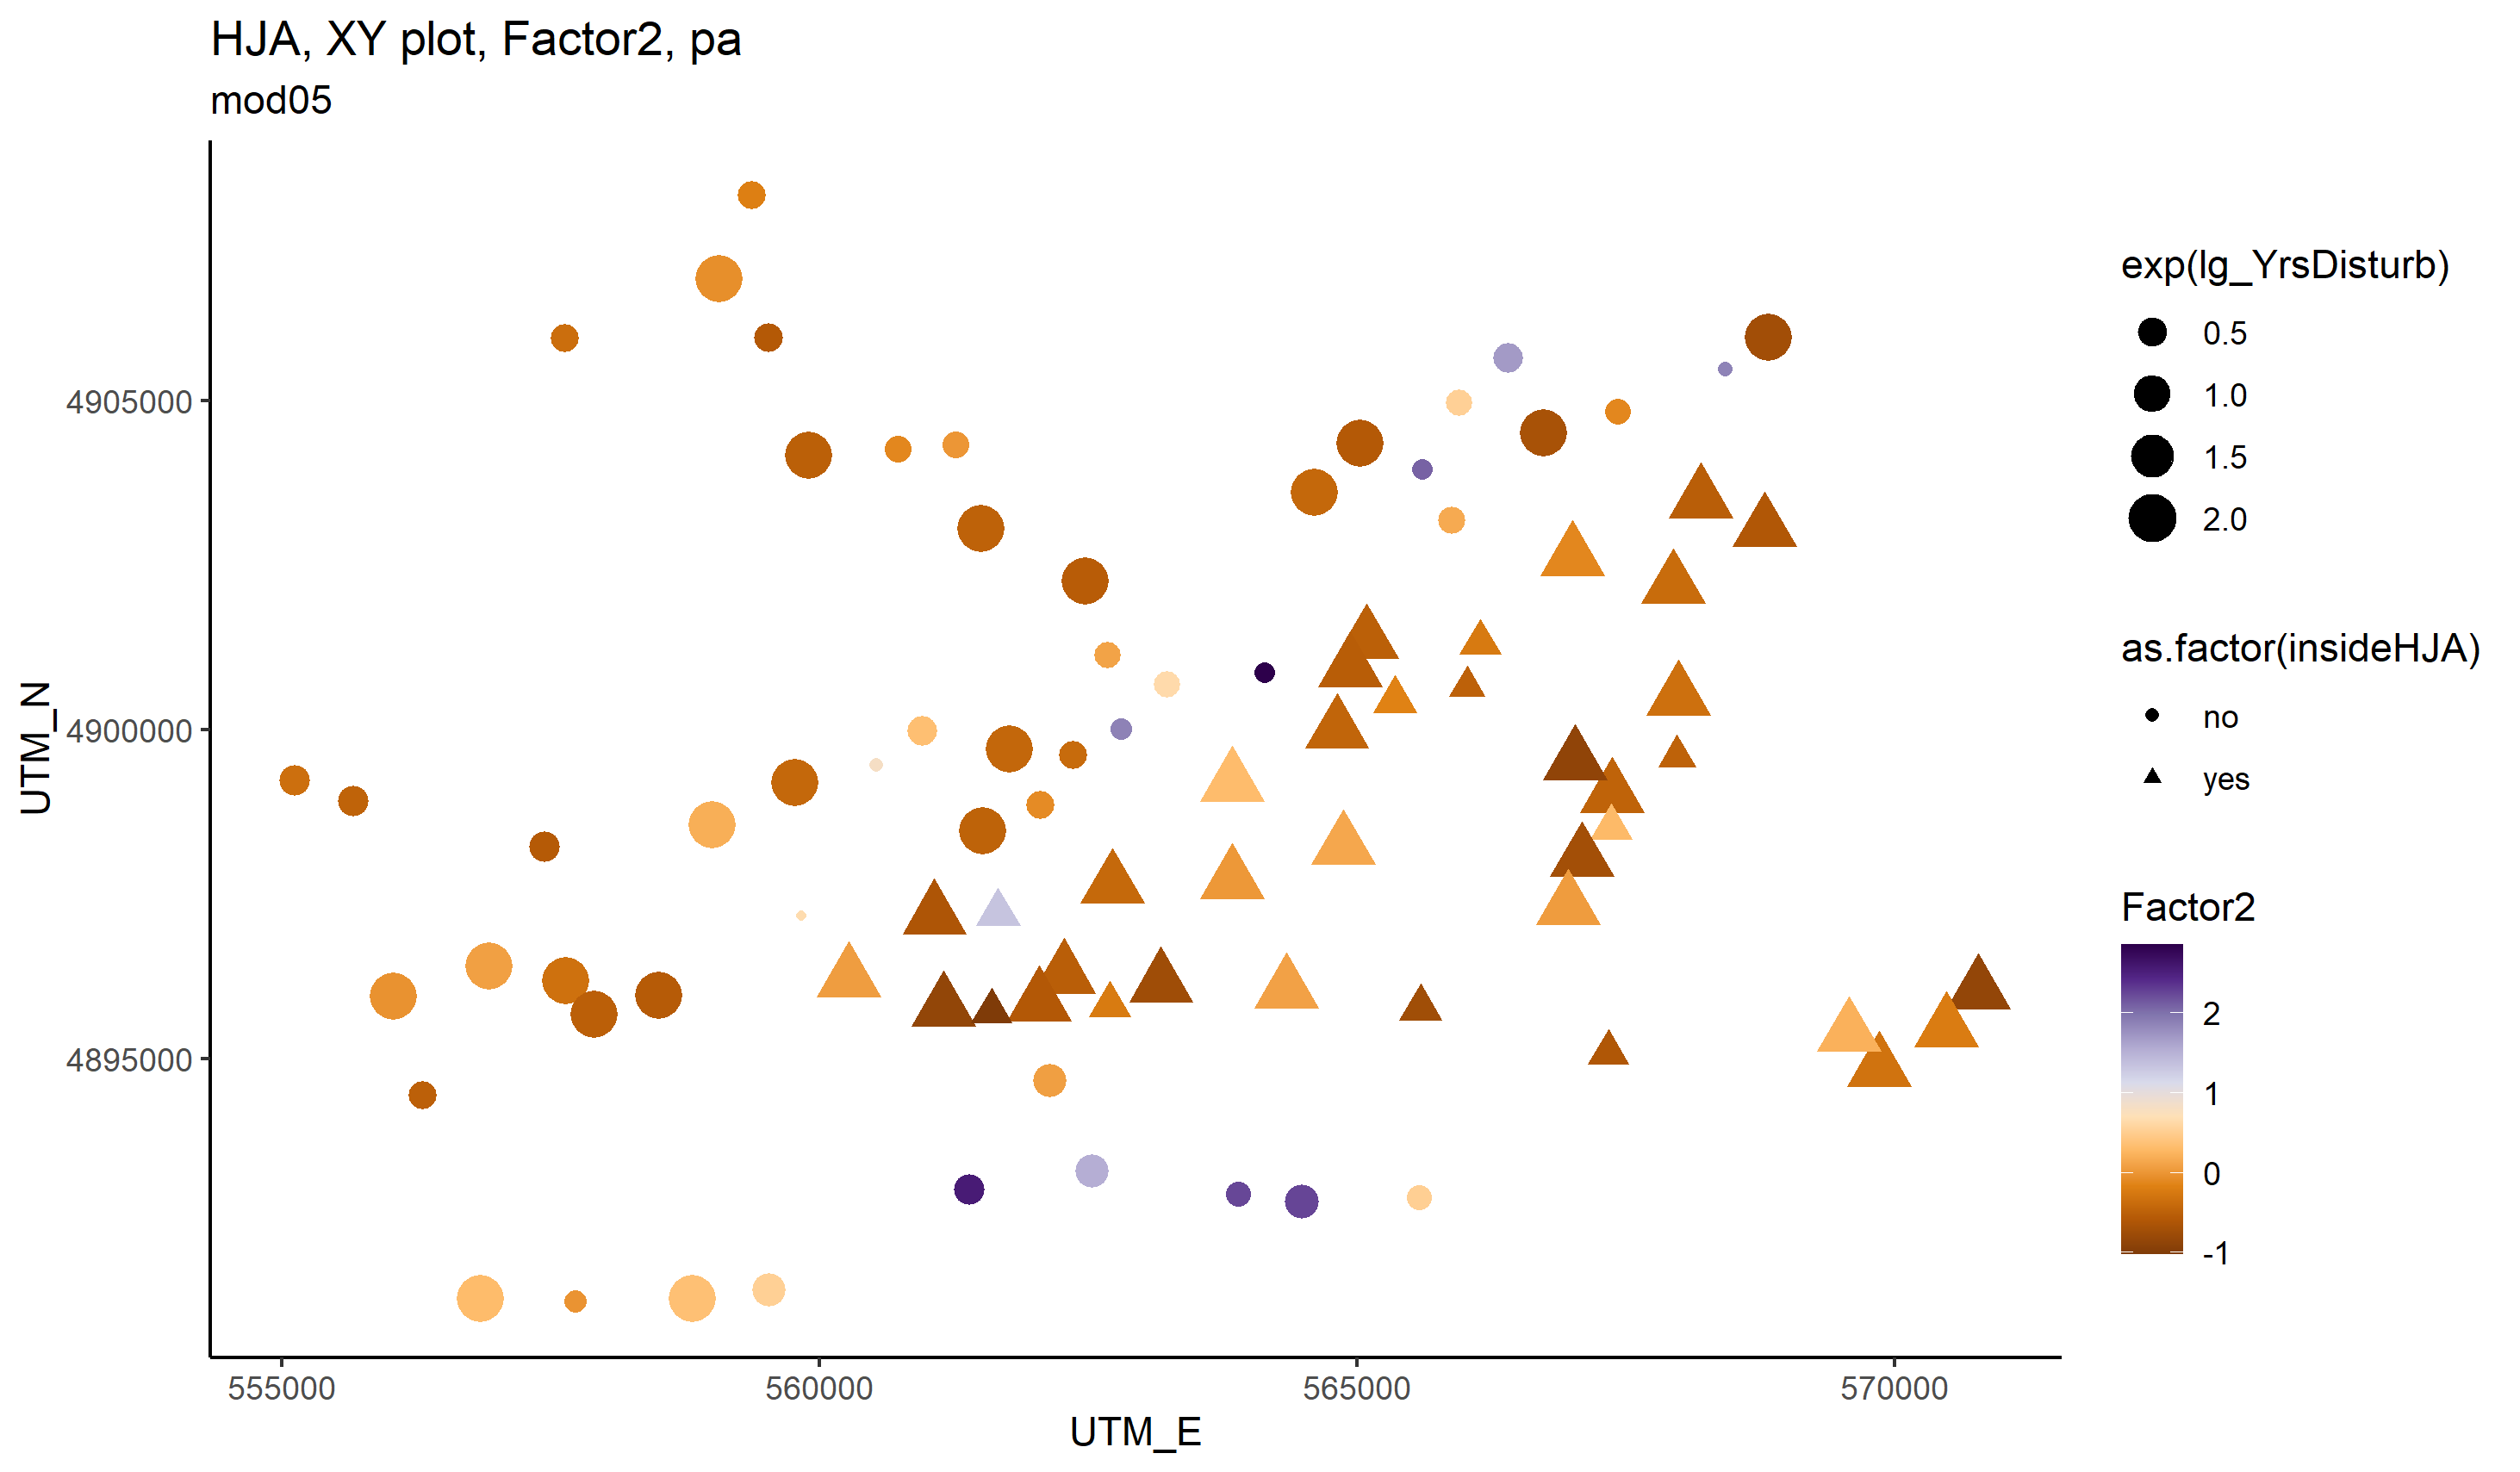 HJA, XY plot, Factor2, pa
mod05
UTM_N
4905000
4900000
4895000
555000
560000
565000
570000
UTM_E
exp(lg_YrsDisturb)
0.5
1.0
1.5
2.0
as.factor(insideHJA)
no
yes
Factor2
2
1
0
-1